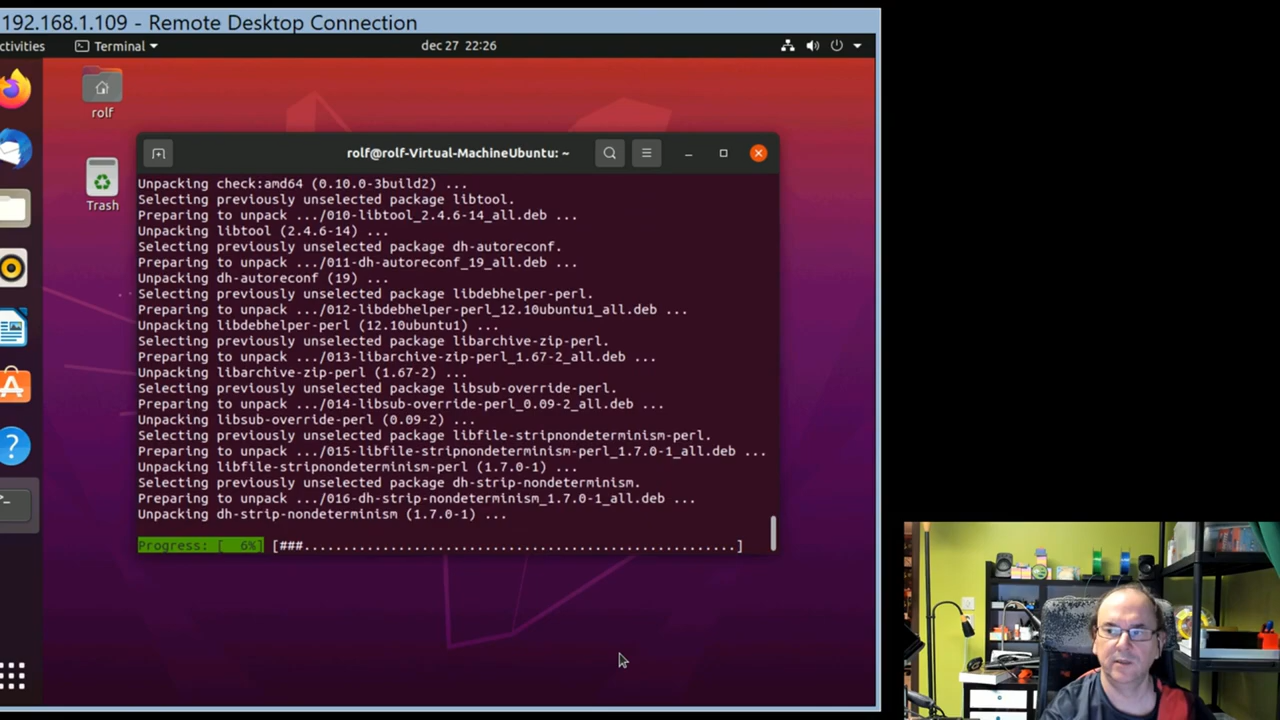 192.168.1.109 - Remote Desktop Connection
ctivities
Terminal
dec 27 22:26
rolf
Trash
rolf@rolf-Virtual-MachineUbuntu: ~
Unpacking check:amd64 (0.10.0-3build2) ...
Selecting previously unselected package libtool.
Preparing to unpack .../010-libtool_2.4.6-14_all.deb ...
Unpacking libtool (2.4.6-14) ...
Selecting previously unselected package dh-autoreconf.
Preparing to unpack .../011-dh-autoreconf_19_all.deb ...
Unpacking dh-autoreconf (19) ...
Selecting previously unselected package libdebhelper-perl.
Preparing to unpack .../012-libdebhelper-perl_12.10ubuntu1_all.deb ...
Unpacking libdebhelper-perl (12.10ubuntu1) ...
Selecting previously unselected package libarchive-zip-perl.
Preparing to unpack .../013-libarchive-zip-perl_1.67-2_all.deb ...
Unpacking libarchive-zip-perl (1.67-2) ...
Selecting previously unselected package libsub-override-perl.
Preparing to unpack .../014-libsub-override-perl_0.09-2_all.deb ...
Unpacking libsub-override-perl (0.09-2) ...
Selecting previously unselected package libfile-stripnondeterminism-perl.
Preparing to unpack .../015-libfile-stripnondeterminism-perl_1.7.0-1_all.deb ...
Unpacking libfile-stripnondeterminism-perl (1.7.0-1) ...
Selecting previously unselected package dh-strip-nondeterminism.
Preparing to unpack .../016-dh-strip-nondeterminism_1.7.0-1_all.deb ...
Unpacking dh-strip-nondeterminism (1.7.0-1) ...
Progress: [  6%] [###.........................................................]